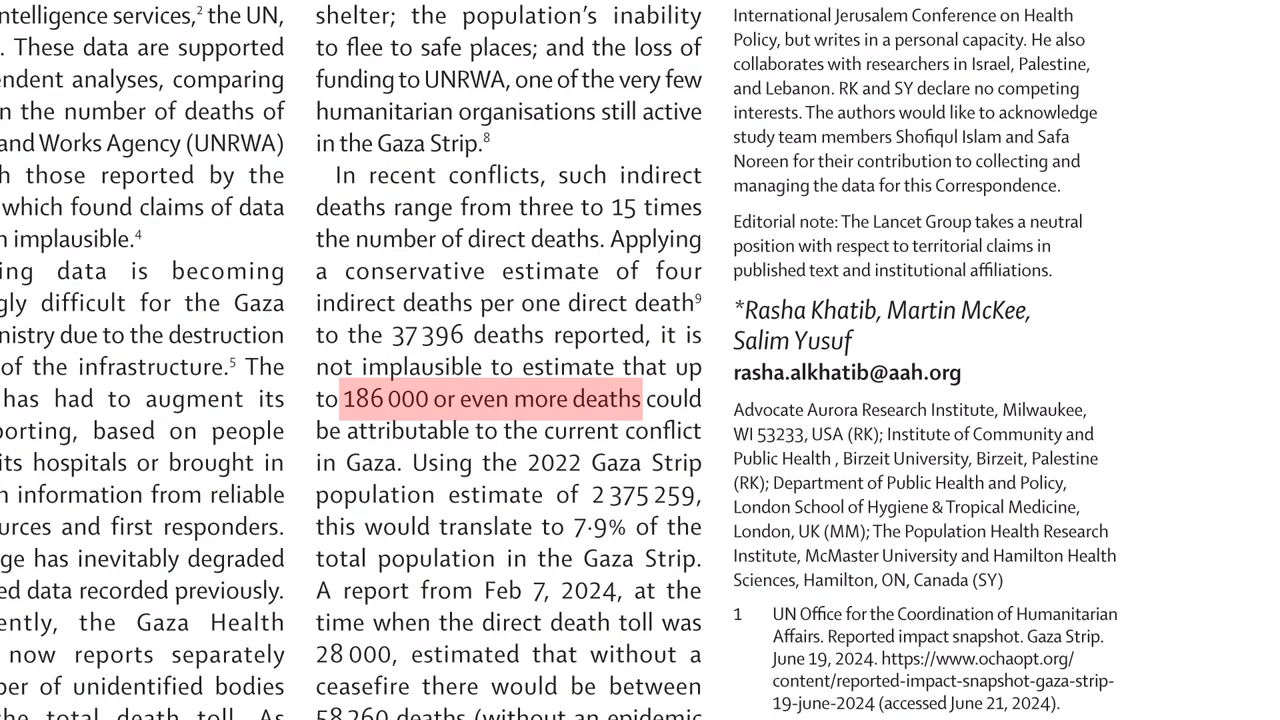 ntelligence services,² the UN,
. These data are supported
endent analyses, comparing
n the number of deaths of
and Works Agency (UNRWA)
h those reported by the
which found claims of data
n implausible.⁴
ing data is becoming
gly difficult for the Gaza
nistry due to the destruction
of the infrastructure.⁵ The
has had to augment its
porting, based on people
its hospitals or brought in
n information from reliable
urces and first responders.
ge has inevitably degraded
ed data recorded previously.
ently, the Gaza Health
now reports separately
ber of unidentified bodies
the total death toll. As
shelter; the population's inability
to flee to safe places; and the loss of
funding to UNRWA, one of the very few
humanitarian organisations still active
in the Gaza Strip.⁸
In recent conflicts, such indirect
deaths range from three to 15 times
the number of direct deaths. Applying
a conservative estimate of four
indirect deaths per one direct death⁹
to the 37 396 deaths reported, it is
not implausible to estimate that up
to 186 000 or even more deaths could
be attributable to the current conflict
in Gaza. Using the 2022 Gaza Strip
population estimate of 2 375 259,
this would translate to 7·9% of the
total population in the Gaza Strip.
A report from Feb 7, 2024, at the
time when the direct death toll was
28 000, estimated that without a
ceasefire there would be between
58 260 deaths (without an epidemic
International Jerusalem Conference on Health
Policy, but writes in a personal capacity. He also
collaborates with researchers in Israel, Palestine,
and Lebanon. RK and SY declare no competing
interests. The authors would like to acknowledge
study team members Shofiqul Islam and Safa
Noreen for their contribution to collecting and
managing the data for this Correspondence.
Editorial note: The Lancet Group takes a neutral
position with respect to territorial claims in
published text and institutional affiliations.
*Rasha Khatib, Martin McKee,
Salim Yusuf
rasha.alkhatib@aah.org
Advocate Aurora Research Institute, Milwaukee,
WI 53233, USA (RK); Institute of Community and
Public Health , Birzeit University, Birzeit, Palestine
(RK); Department of Public Health and Policy,
London School of Hygiene & Tropical Medicine,
London, UK (MM); The Population Health Research
Institute, McMaster University and Hamilton Health
Sciences, Hamilton, ON, Canada (SY)
1 UN Office for the Coordination of Humanitarian
Affairs. Reported impact snapshot. Gaza Strip.
June 19, 2024. https://www.ochaopt.org/
content/reported-impact-snapshot-gaza-strip-
19-june-2024 (accessed June 21, 2024).